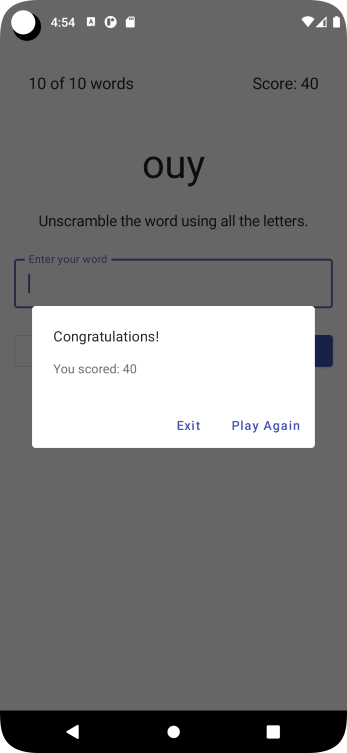 4:54
10 of 10 words Score: 40
ouy
Unscramble the word using all the letters.
Enter your word
Congratulations!
You scored: 40
Exit Play Again